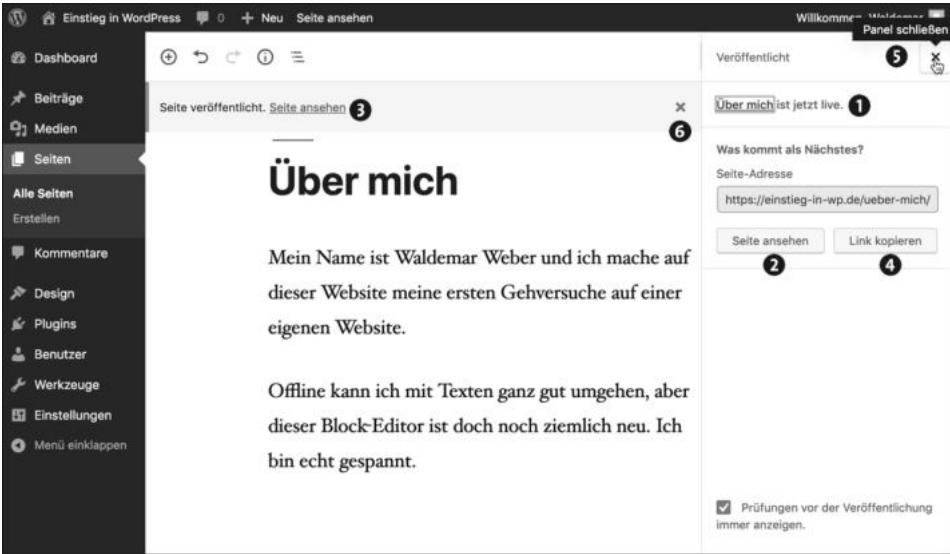 Einstieg in WordPress 0 Neu Seite ansehen Willkommen, Waldemar
Panel schließen
Dashboard
Beiträge
Medien
Seiten
Alle Seiten
Erstellen
Kommentare
Design
Plugins
Benutzer
Werkzeuge
Einstellungen
Menü einklappen
Seite veröffentlicht. Seite ansehen 3
6
Über mich
Mein Name ist Waldemar Weber und ich mache auf
dieser Website meine ersten Gehversuche auf einer
eigenen Website.
Offline kann ich mit Texten ganz gut umgehen, aber
dieser Block-Editor ist doch noch ziemlich neu. Ich
bin echt gespannt.
Veröffentlicht 5
Über mich ist jetzt live. 1
Was kommt als Nächstes?
Seite-Adresse
https://einstieg-in-wp.de/ueber-mich/
Seite ansehen Link kopieren
2 4
Prüfungen vor der Veröffentlichung
immer anzeigen.